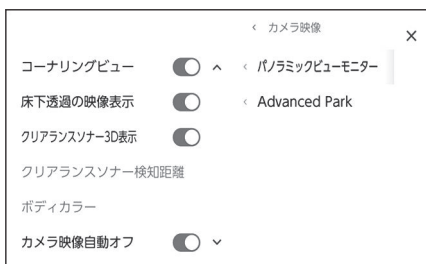 カメラ映像
コーナリングビュー
パノラミックビューモニター
床下透過の映像表示
Advanced Park
クリアランスソナー3D表示
クリアランスソナー検知距離
ボディカラー
カメラ映像自動オフ